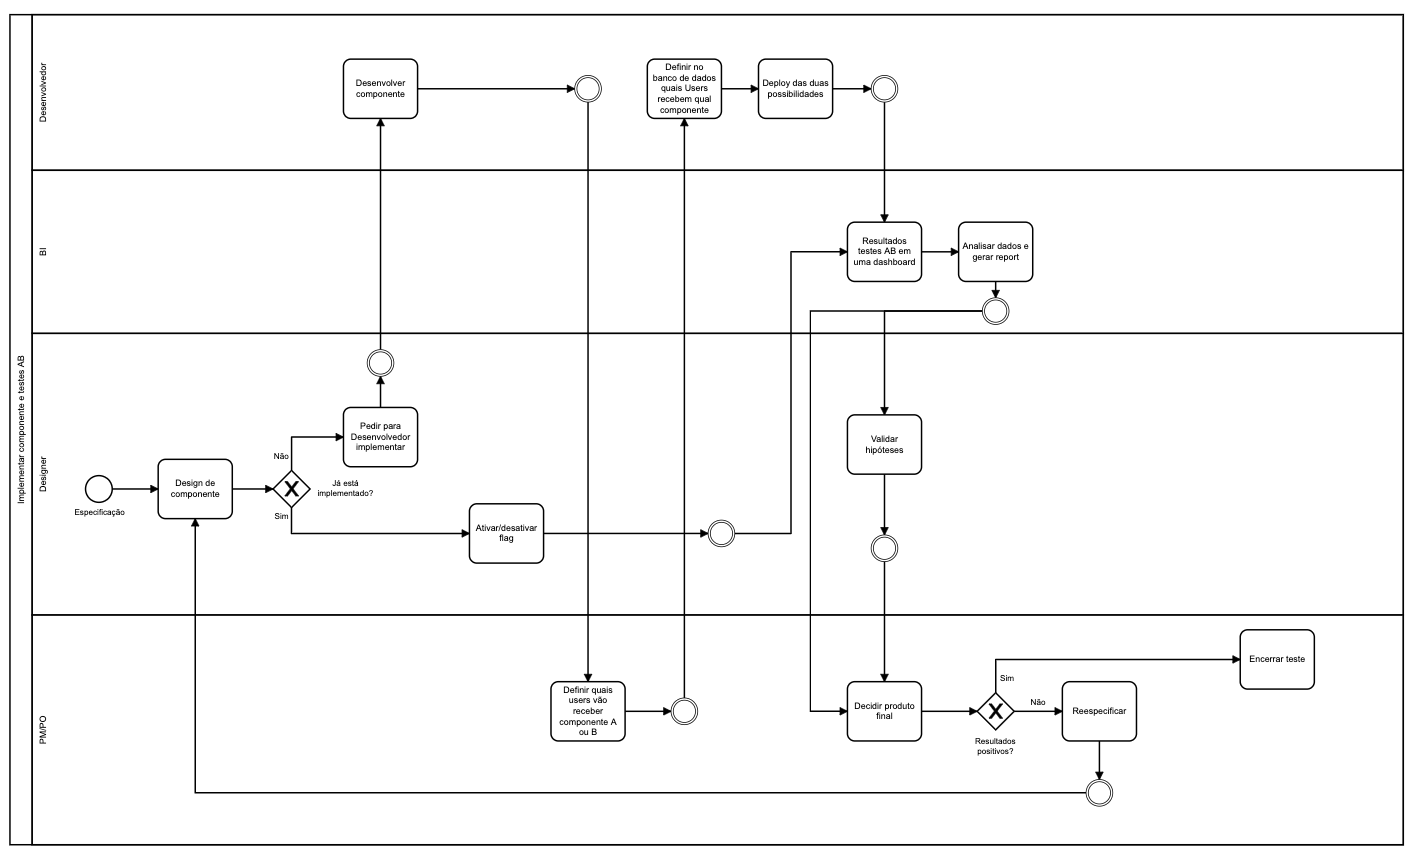 Implementar componente e testes AB
Desenvolvedor
Desenvolver
componente
Definir no
banco de dados
quais Users
recebem qual
componente
Deploy das duas
possibilidades
BI
Resultados
testes AB em
uma dashboard
Analisar dados e
gerar report
Designer
Especificação
Design de
componente
Não
Já está
implementado?
Sim
Pedir para
Desenvolvedor
implementar
Ativar/desativar
flag
Validar
hipóteses
PM/PO
Definir quais
users vão
receber
componente A
ou B
Decidir produto
final
Resultados
positivos?
Sim
Não
Reespecificar
Encerrar teste